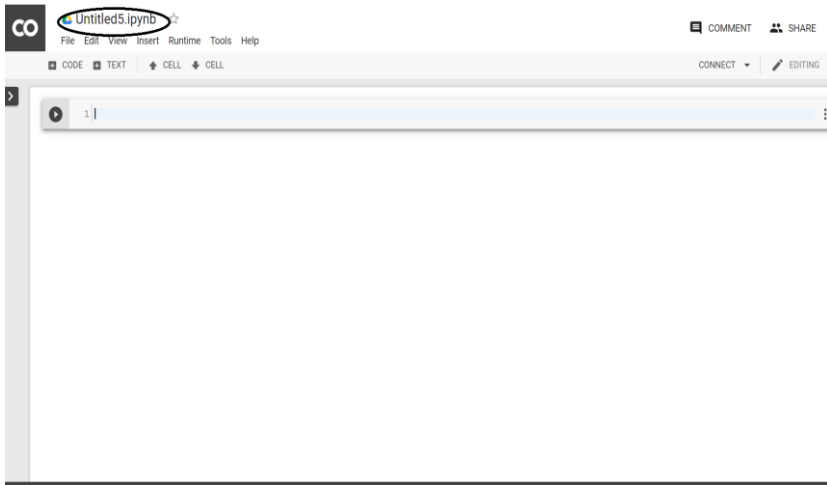 CO
Untitled5.ipynb
COMMENT SHARE
File Edit View Insert Runtime Tools Help
CODE TEXT CELL CELL CONNECT EDITING
1